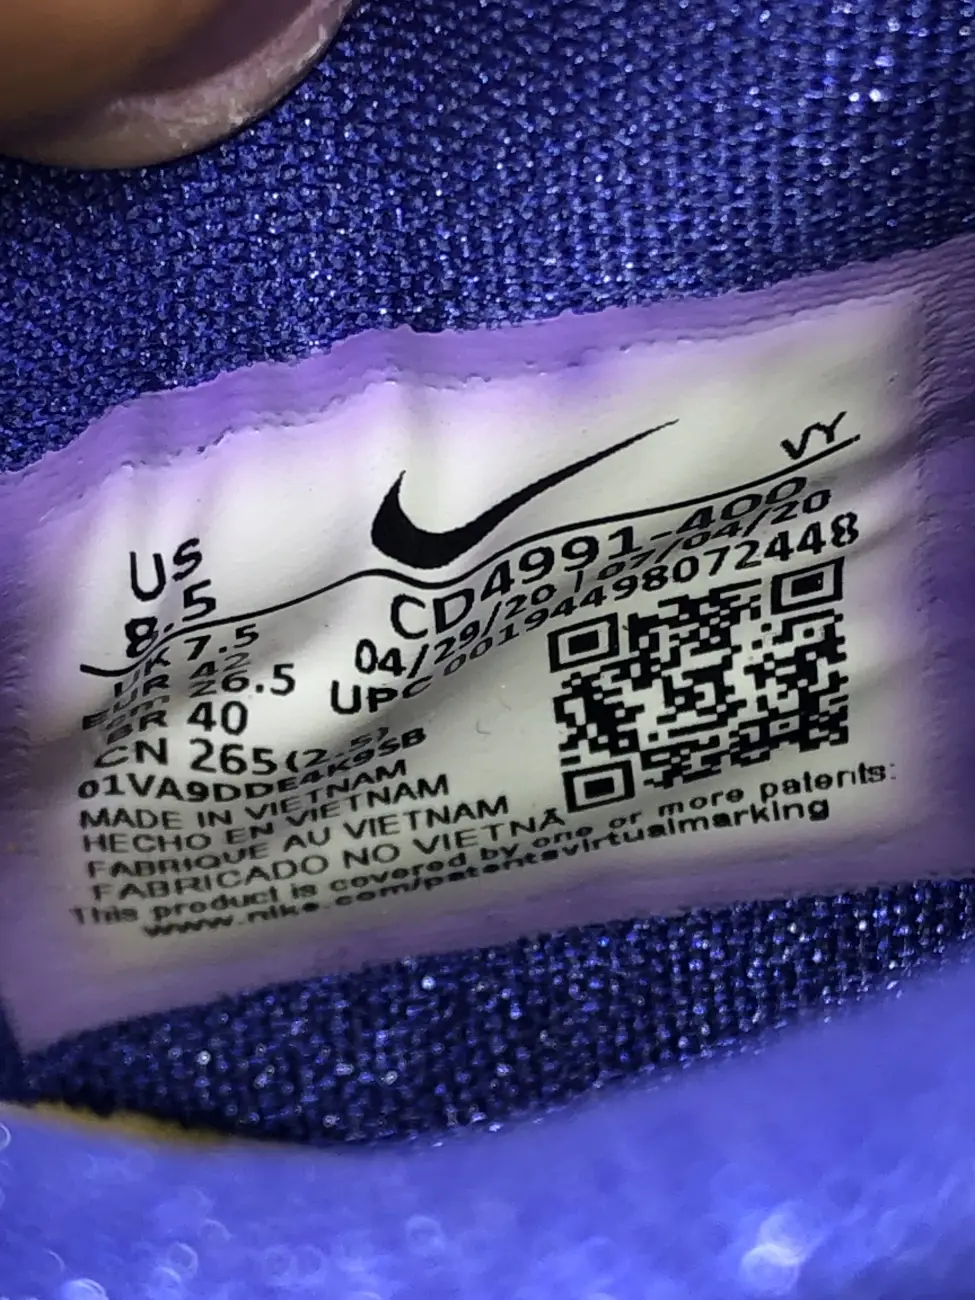 VY
US
8.5
UK 7.5
EUR 42
cm 26.5
BR 40
CN 265(2.5)
CD4991-400
04/29/20 | 07/04/20
UPC 00194498072448
01VA9DDE4K9SB
MADE IN VIETNAM
HECHO EN VIETNAM
FABRIQUE AU VIETNAM
FABRICADO NO VIETNÃ
This product is covered by one or more patents:
www.nike.com/patentsvirtualmarking